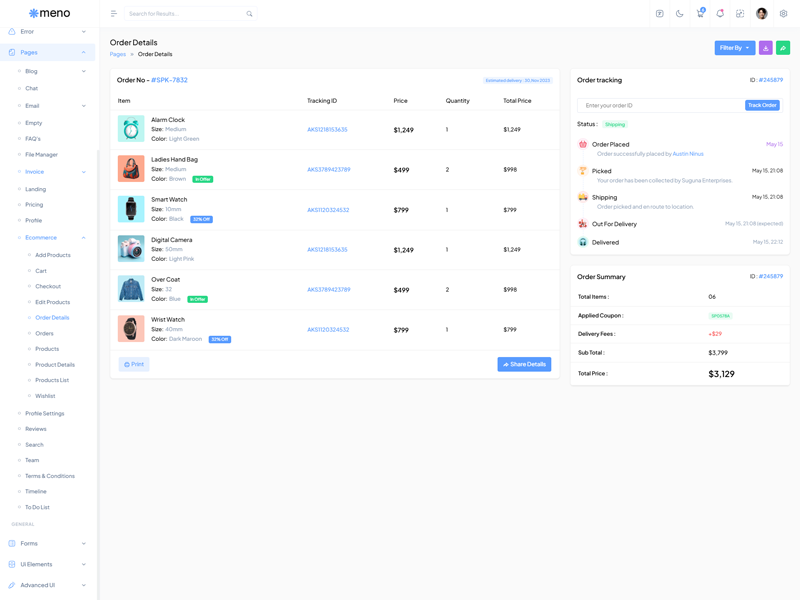 meno
Search for Results...
5
Error
Pages
Blog
Chat
Email
Empty
FAQ's
File Manager
Invoice
Landing
Pricing
Profile
Ecommerce
Add Products
Cart
Checkout
Edit Products
Order Details
Orders
Products
Product Details
Products List
Wishlist
Profile Settings
Reviews
Search
Team
Terms & Conditions
Timeline
To Do List
GENERAL
Forms
Ui Elements
Advanced UI
Order Details
Pages
Order Details
Filter By
Order No - #SPK-7832
Estimated delivery : 30,Nov 2023
Item Tracking ID Price Quantity Total Price
Alarm Clock
Size: Medium
Color: Light Green
AKS1218153635 $1,249 1 $1,249
Ladies Hand Bag
Size: Medium
Color: Brown In Offer
AKS3789423789 $499 2 $998
Smart Watch
Size: 10mm
Color: Black 32% Off
AKS1120324532 $799 1 $799
Digital Camera
Size: 50mm
Color: Light Pink
AKS1218153635 $1,249 1 $1,249
Over Coat
Size: 32
Color: Blue In Offer
AKS3789423789 $499 2 $998
Wrist Watch
Size: 40mm
Color: Dark Maroon 32% Off
AKS1120324532 $799 1 $799
Print
Share Details
Order tracking
ID : #245879
Enter your order ID
Track Order
Status : Shipping
Order Placed May 15
Order successfully placed by Austin Ninus
Picked May 15, 21:08
Your order has been collected by Suguna Enterprises.
Shipping May 15, 21:08
Order picked and en route to location.
Out For Delivery May 15, 21:08 (expected)
Delivered May 15, 22:12
Order Summary
ID : #245879
Total Items : 06
Applied Coupon :
Delivery Fees : +$29
Sub Total : $3,799
Total Price : $3,129